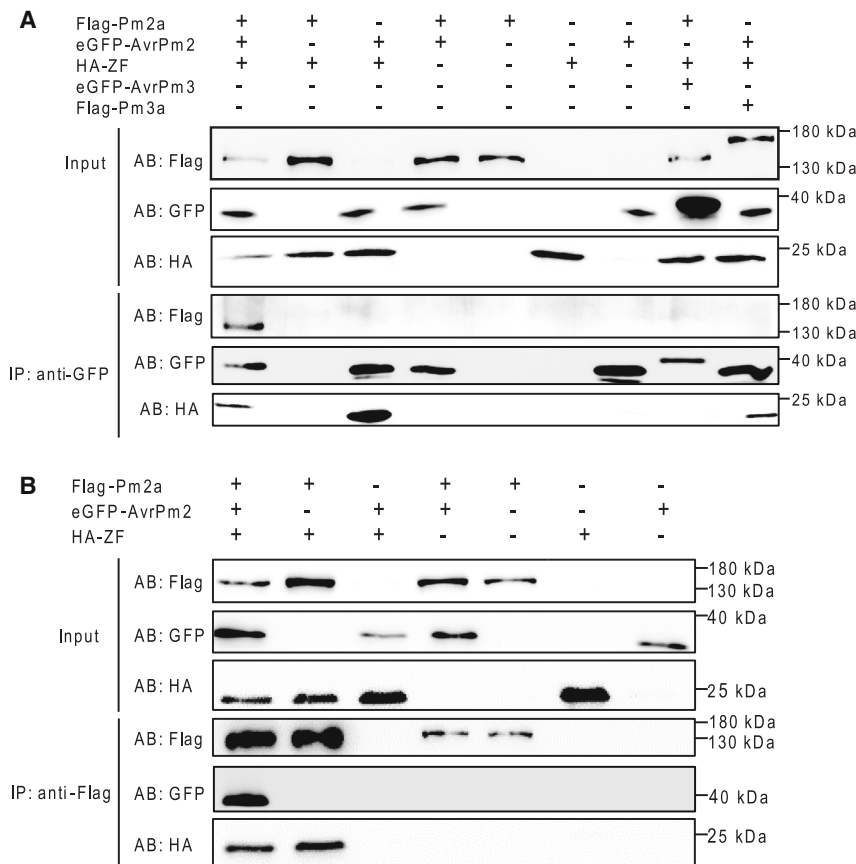 A
Flag-Pm2a + + - + + - - + -
eGFP-AvrPm2 + - + + - - + - +
HA-ZF + + + - - + - + +
eGFP-AvrPm3 - - - - - - - + -
Flag-Pm3a - - - - - - - - +
Input
AB: Flag
180 kDa
130 kDa
AB: GFP
40 kDa
AB: HA
25 kDa
IP: anti-GFP
AB: Flag
180 kDa
130 kDa
AB: GFP
40 kDa
AB: HA
25 kDa
B
Flag-Pm2a + + - + + - -
eGFP-AvrPm2 + - + + - - +
HA-ZF + + + - - + -
Input
AB: Flag
180 kDa
130 kDa
AB: GFP
40 kDa
AB: HA
25 kDa
IP: anti-Flag
AB: Flag
180 kDa
130 kDa
AB: GFP
40 kDa
AB: HA
25 kDa